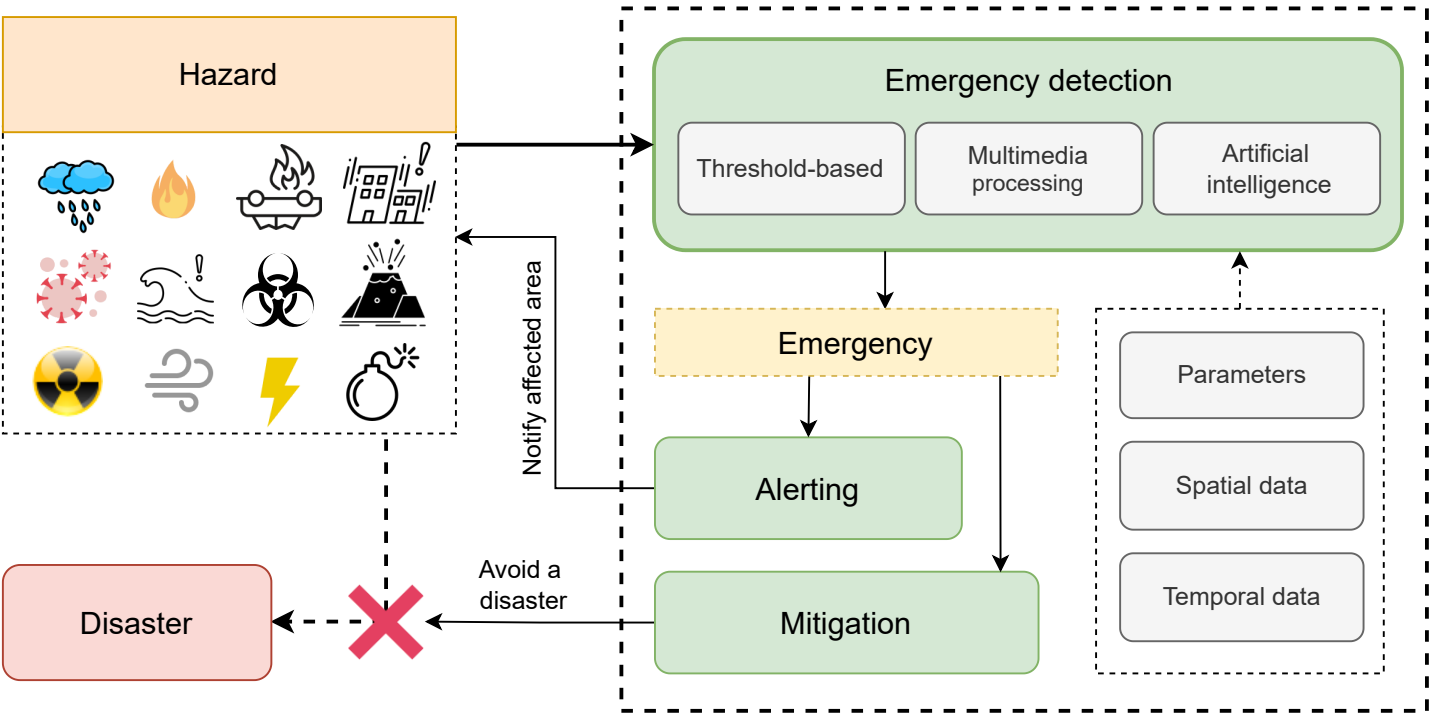 Hazard
Emergency detection
Threshold-based
Multimedia
processing
Artificial
intelligence
Notify affected area
Emergency
Parameters
Alerting
Spatial data
Avoid a
disaster
Disaster
Mitigation
Temporal data